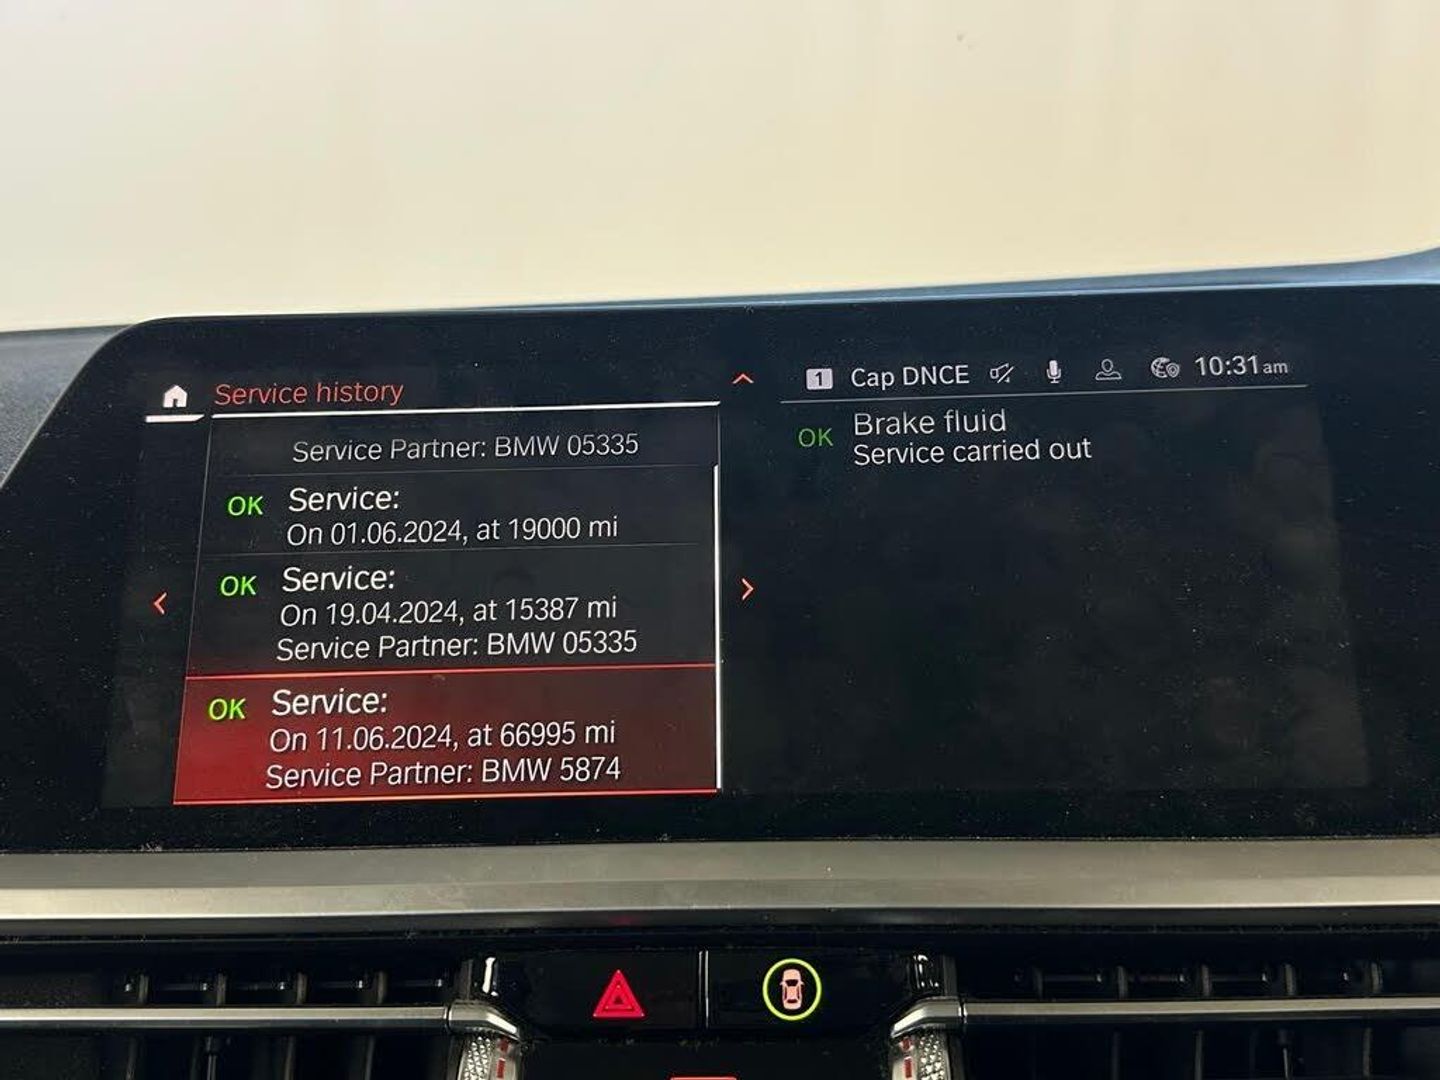 Service history
Service Partner: BMW 05335
OK Service:
On 01.06.2024, at 19000 mi
OK Service:
On 19.04.2024, at 15387 mi
Service Partner: BMW 05335
OK Service:
On 11.06.2024, at 66995 mi
Service Partner: BMW 5874
1 Cap DNCE 10:31am
OK Brake fluid
Service carried out